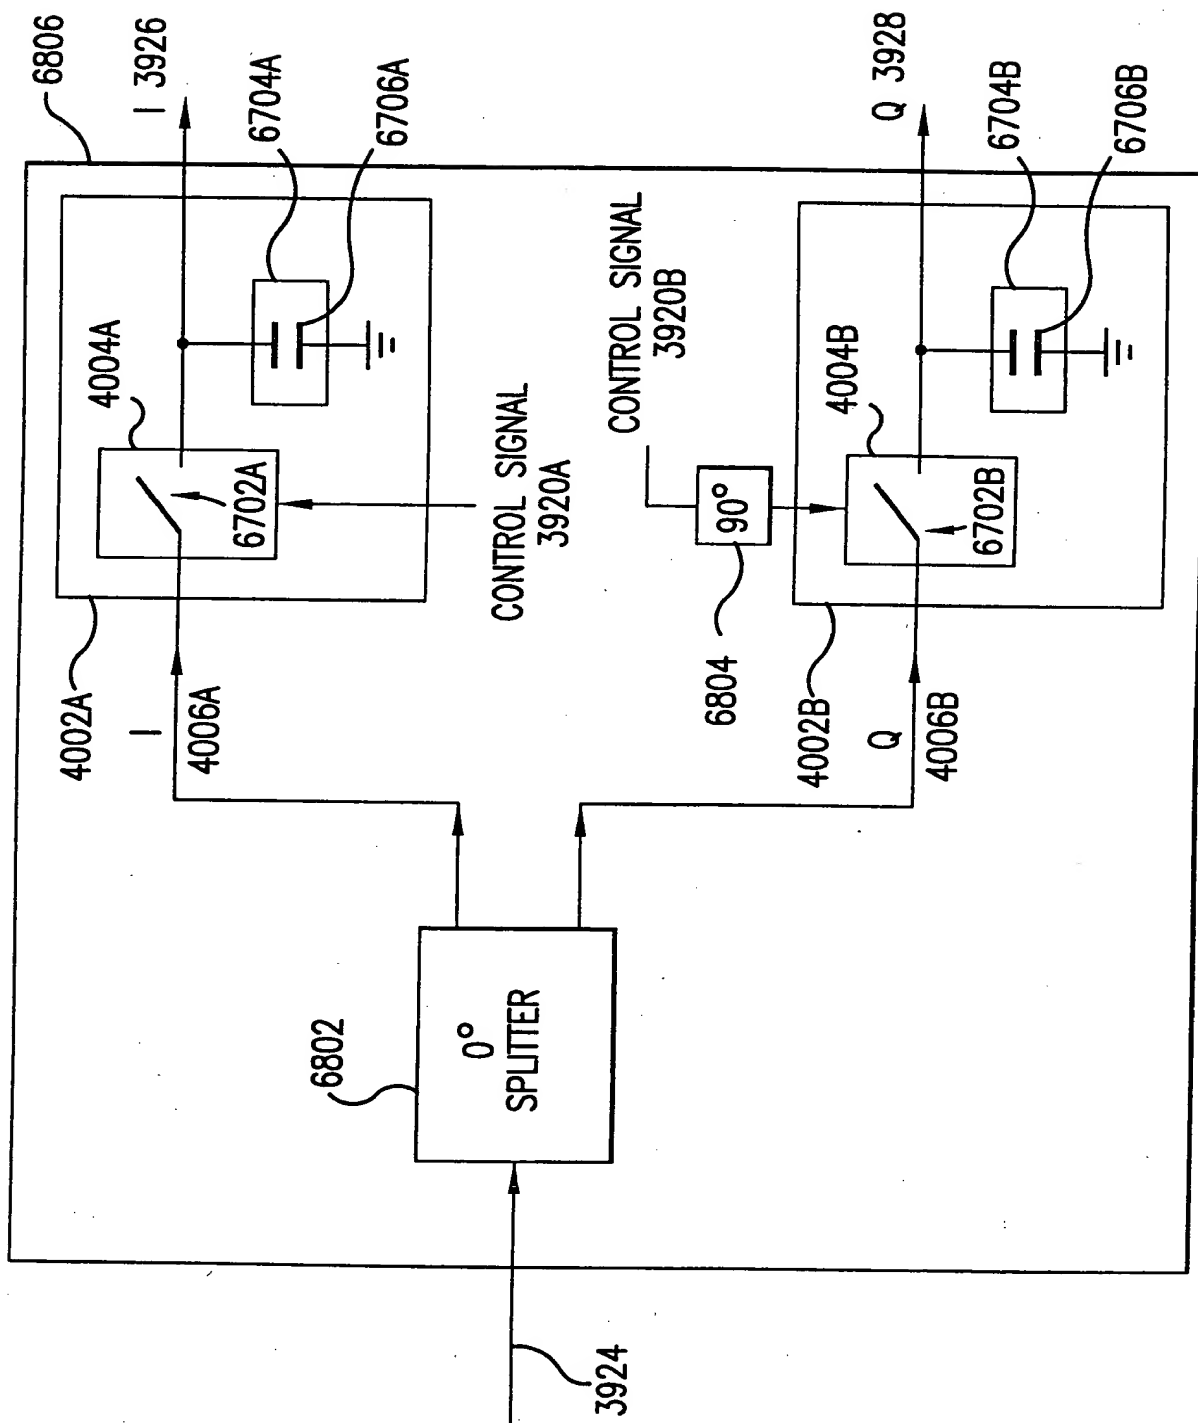 6806
I 3926
6704A
6706A
4004A
6702A
CONTROL SIGNAL
3920A
4002A
I
4006A
6802
0°
SPLITTER
3924
CONTROL SIGNAL
3920B
90°
6804
Q 3928
6704B
6706B
4004B
6702B
4002B
Q
4006B